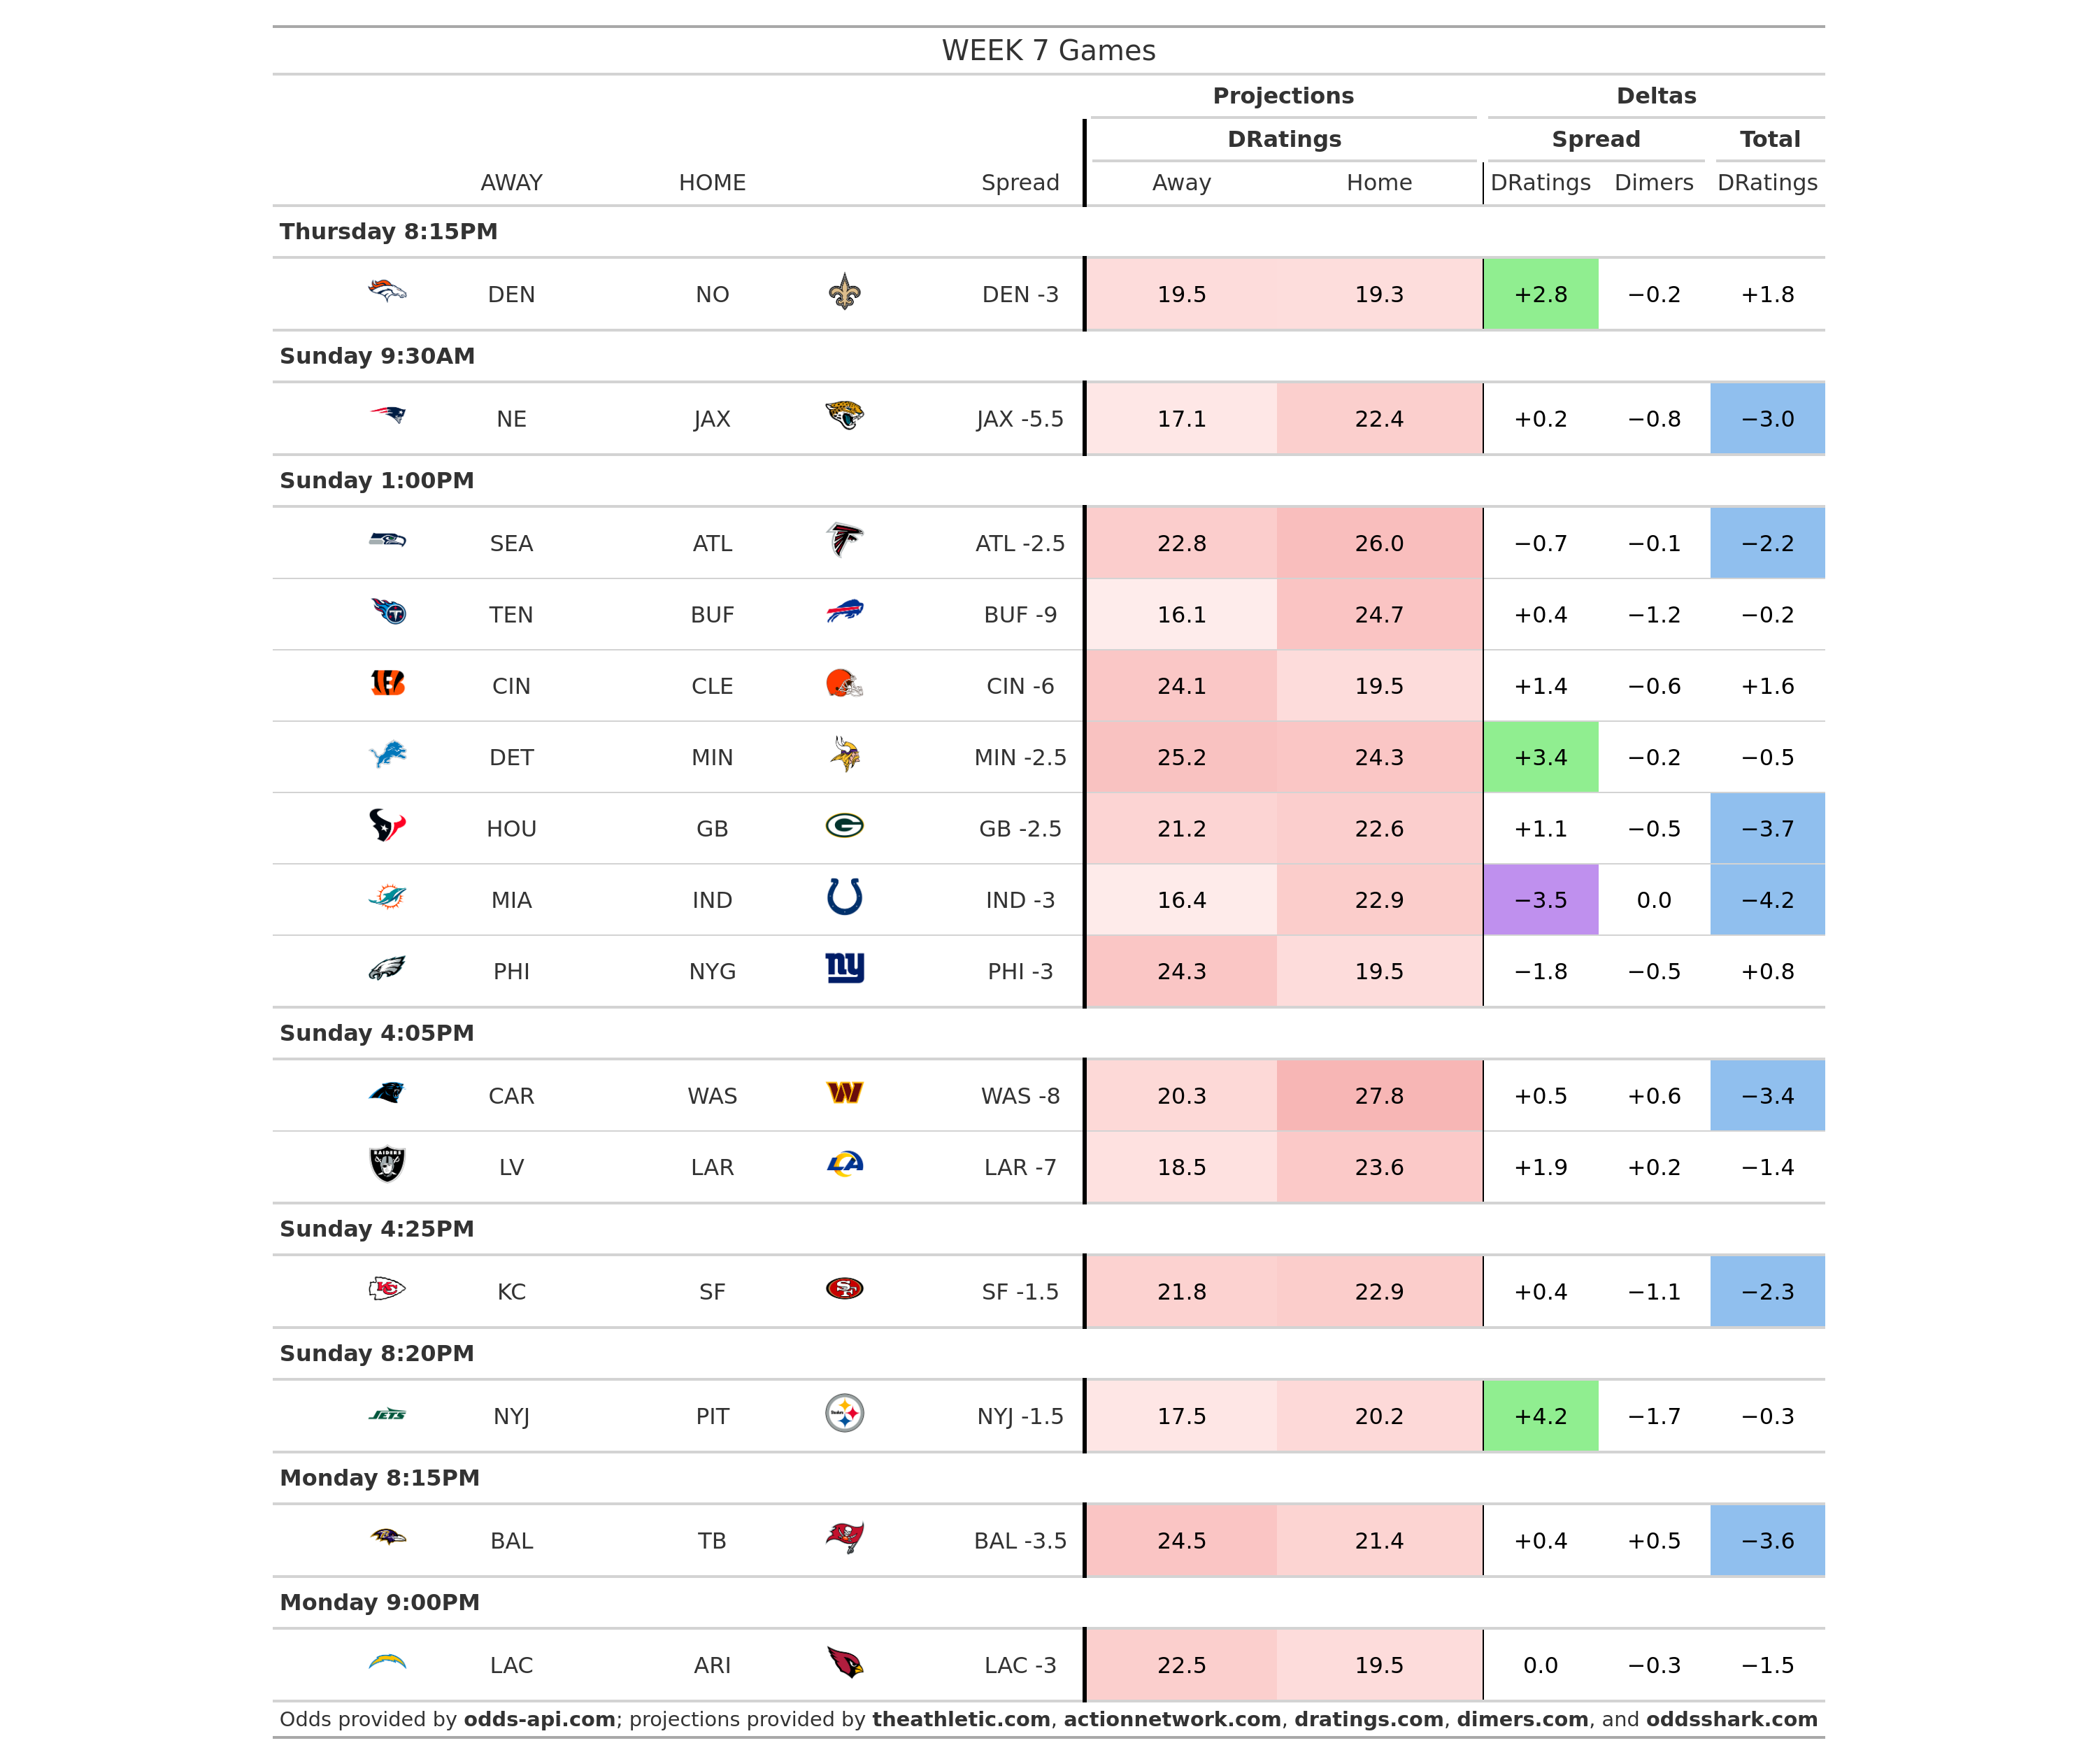 WEEK 7 Games
Projections Deltas
DRatings Spread Total
AWAY HOME Spread Away Home DRatings Dimers DRatings
Thursday 8:15PM
DEN NO DEN -3 19.5 19.3 +2.8 −0.2 +1.8
Sunday 9:30AM
NE JAX JAX -5.5 17.1 22.4 +0.2 −0.8 −3.0
Sunday 1:00PM
SEA ATL ATL -2.5 22.8 26.0 −0.7 −0.1 −2.2
TEN BUF BUF -9 16.1 24.7 +0.4 −1.2 −0.2
CIN CLE CIN -6 24.1 19.5 +1.4 −0.6 +1.6
DET MIN MIN -2.5 25.2 24.3 +3.4 −0.2 −0.5
HOU GB GB -2.5 21.2 22.6 +1.1 −0.5 −3.7
MIA IND IND -3 16.4 22.9 −3.5 0.0 −4.2
PHI NYG ny PHI -3 24.3 19.5 −1.8 −0.5 +0.8
Sunday 4:05PM
CAR WAS W WAS -8 20.3 27.8 +0.5 +0.6 −3.4
RAIDERS LV LAR LA LAR -7 18.5 23.6 +1.9 +0.2 −1.4
Sunday 4:25PM
KC KC SF SF SF -1.5 21.8 22.9 +0.4 −1.1 −2.3
Sunday 8:20PM
JETS NYJ PIT Steelers NYJ -1.5 17.5 20.2 +4.2 −1.7 −0.3
Monday 8:15PM
BAL TB BAL -3.5 24.5 21.4 +0.4 +0.5 −3.6
Monday 9:00PM
LAC ARI LAC -3 22.5 19.5 0.0 −0.3 −1.5
Odds provided by odds-api.com; projections provided by theathletic.com, actionnetwork.com, dratings.com, dimers.com, and oddsshark.com